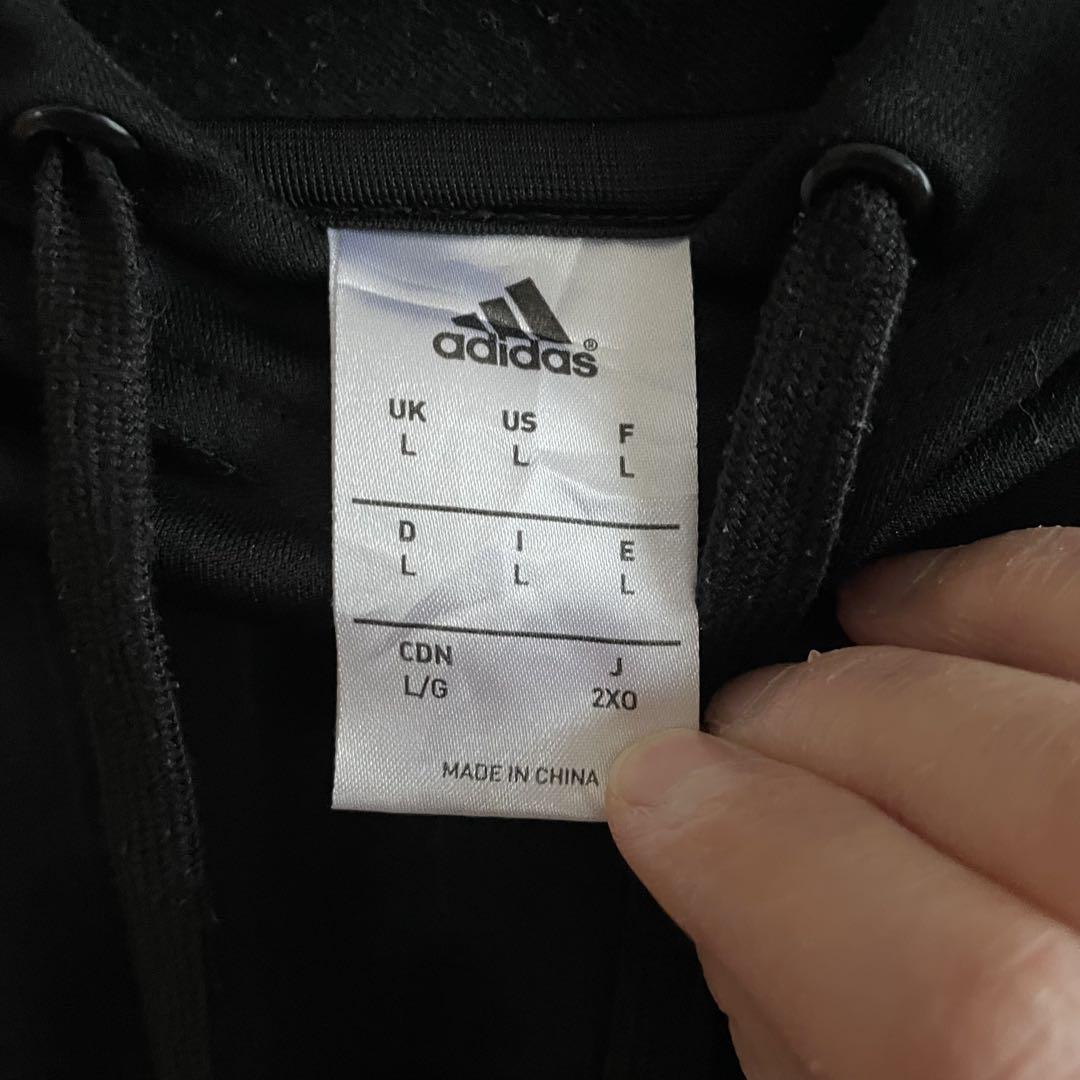 adidas®
UK US F
L L L
D I E
L L L
CDN J
L/G 2XO
MADE IN CHINA